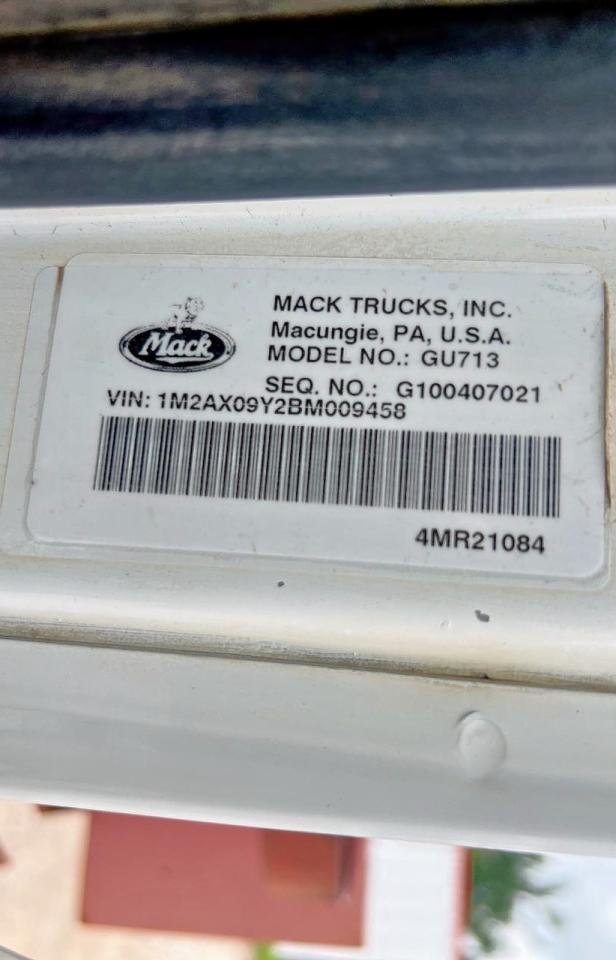 Mack
MACK TRUCKS, INC.
Macungie, PA, U.S.A.
MODEL NO.: GU713
SEQ. NO.: G100407021
VIN: 1M2AX09Y2BM009458
4MR21084